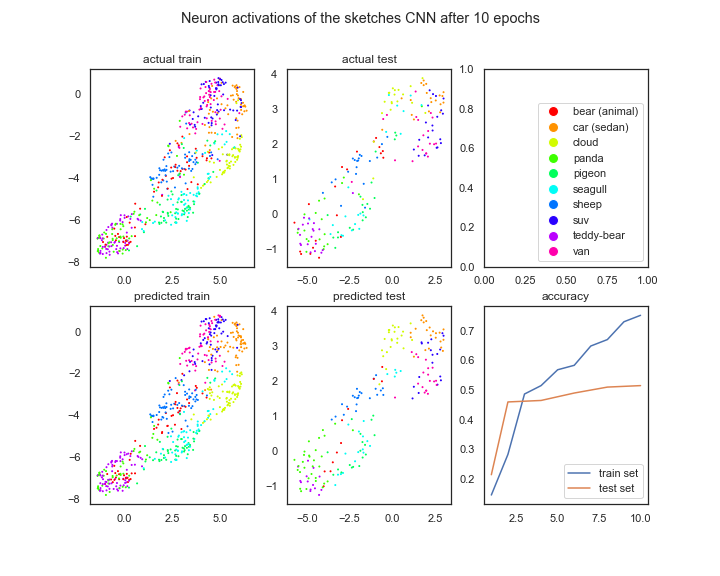 Neuron activations of the sketches CNN after 10 epochs
actual train
0
−2
−4
−6
−8
0.0 2.5 5.0
actual test
4
3
2
1
0
−1
−5.0 −2.5 0.0 2.5
1.0
0.8
0.6
0.4
0.2
0.0
0.00 0.25 0.50 0.75 1.00
bear (animal)
car (sedan)
cloud
panda
pigeon
seagull
sheep
suv
teddy-bear
van
predicted train
0
−2
−4
−6
−8
0.0 2.5 5.0
predicted test
4
3
2
1
0
−1
−5.0 −2.5 0.0 2.5
accuracy
0.7
0.6
0.5
0.4
0.3
0.2
2.5 5.0 7.5 10.0
train set
test set